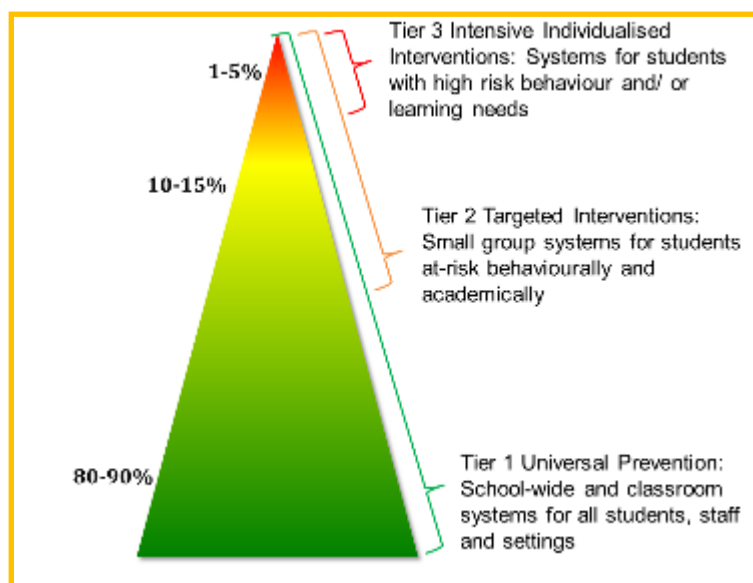 Tier 3 Intensive Individualised
Interventions: Systems for students
with high risk behaviour and/ or
learning needs
1-5%
10-15%
Tier 2 Targeted Interventions:
Small group systems for students
at-risk behaviourally and
academically
80-90%
Tier 1 Universal Prevention:
School-wide and classroom
systems for all students, staff
and settings